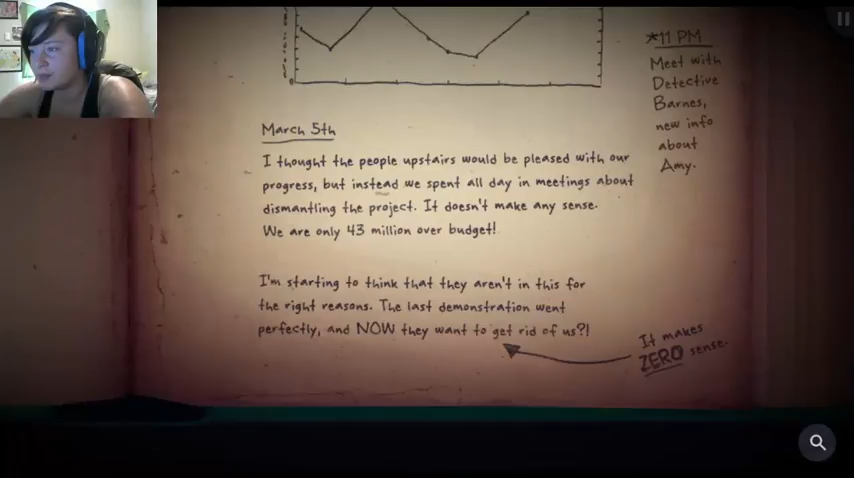 March 5th
I thought the people upstairs would be pleased with our
progress, but instead we spent all day in meetings about
dismantling the project. It doesn't make any sense.
We are only 43 million over budget!
I'm starting to think that they aren't in this for
the right reasons. The last demonstration went
perfectly, and NOW they want to get rid of us?!
It makes
ZERO sense.
*11 PM
Meet with
Detective
Barnes,
new info
about
Amy.